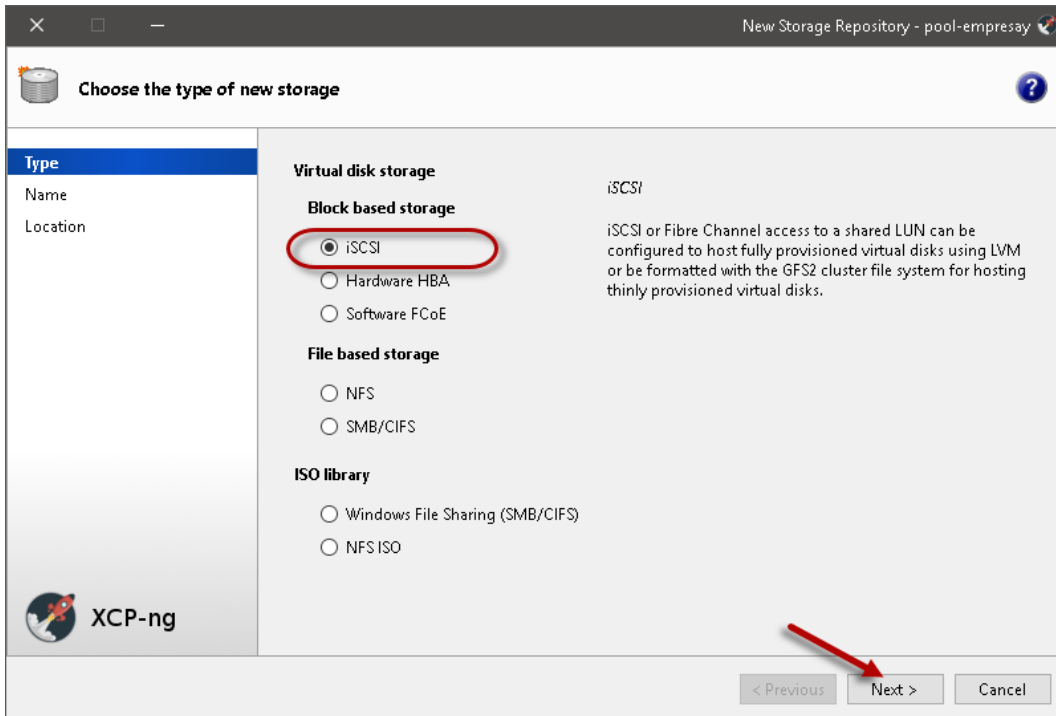 New Storage Repository - pool-empresay
Choose the type of new storage
?
Type
Name
Location
Virtual disk storage
Block based storage
iSCSI
Hardware HBA
Software FCoE
File based storage
NFS
SMB/CIFS
ISO library
Windows File Sharing (SMB/CIFS)
NFS ISO
iSCSI
iSCSI or Fibre Channel access to a shared LUN can be
configured to host fully provisioned virtual disks using LVM
or be formatted with the GFS2 cluster file system for hosting
thinly provisioned virtual disks.
XCP-ng
< Previous
Next >
Cancel